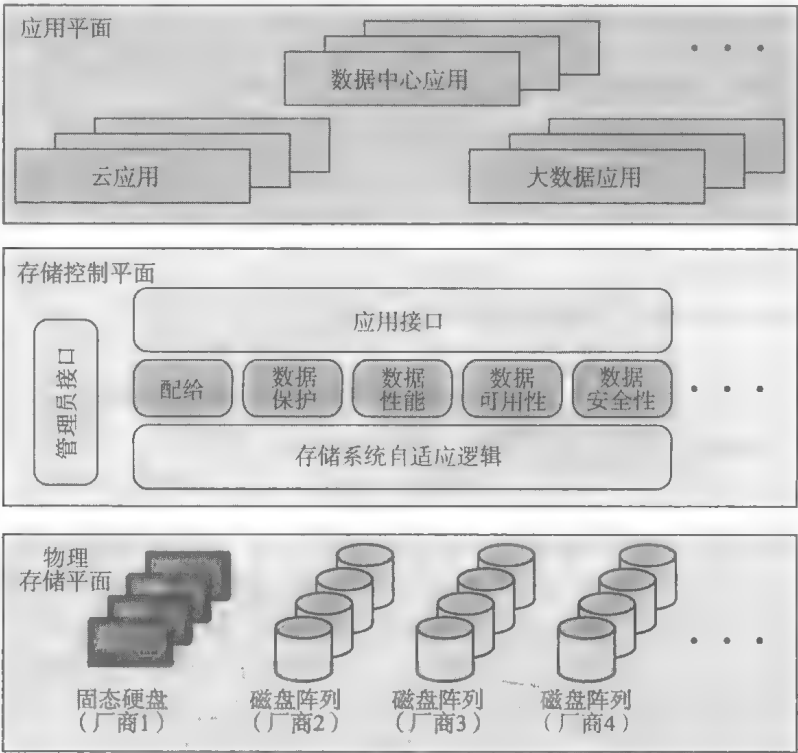 应用平面
数据中心应用
云应用
大数据应用
存储控制平面
管理员接口
应用接口
配给
数据
保护
数据
性能
数据
可用性
数据
安全性
存储系统自适应逻辑
物理
存储平面
固态硬盘
（厂商1）
磁盘阵列
（厂商2）
磁盘阵列
（厂商3）
磁盘阵列
（厂商4）